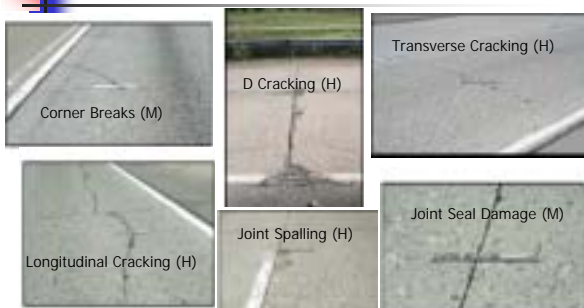 Corner Breaks (M)
D Cracking (H)
Transverse Cracking (H)
Longitudinal Cracking (H)
Joint Spalling (H)
Joint Seal Damage (M)